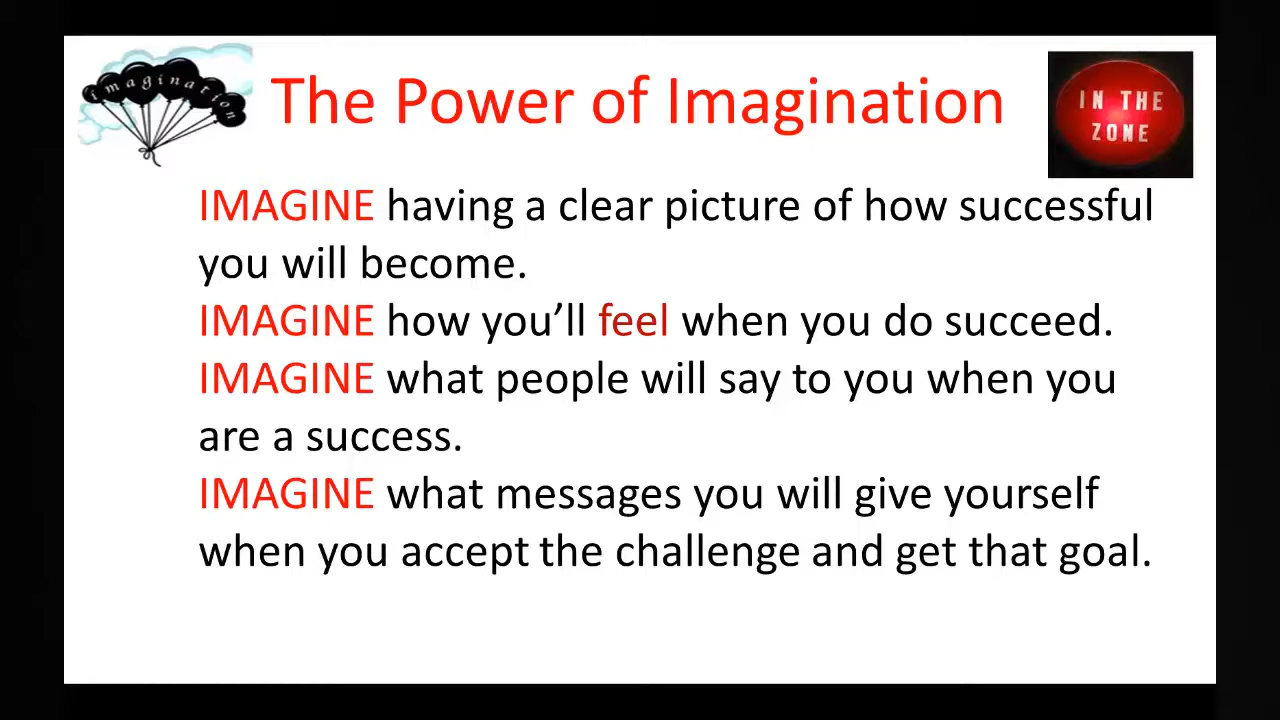 imagination
The Power of Imagination
IN THE
ZONE
IMAGINE having a clear picture of how successful
you will become.
IMAGINE how you’ll feel when you do succeed.
IMAGINE what people will say to you when you
are a success.
IMAGINE what messages you will give yourself
when you accept the challenge and get that goal.